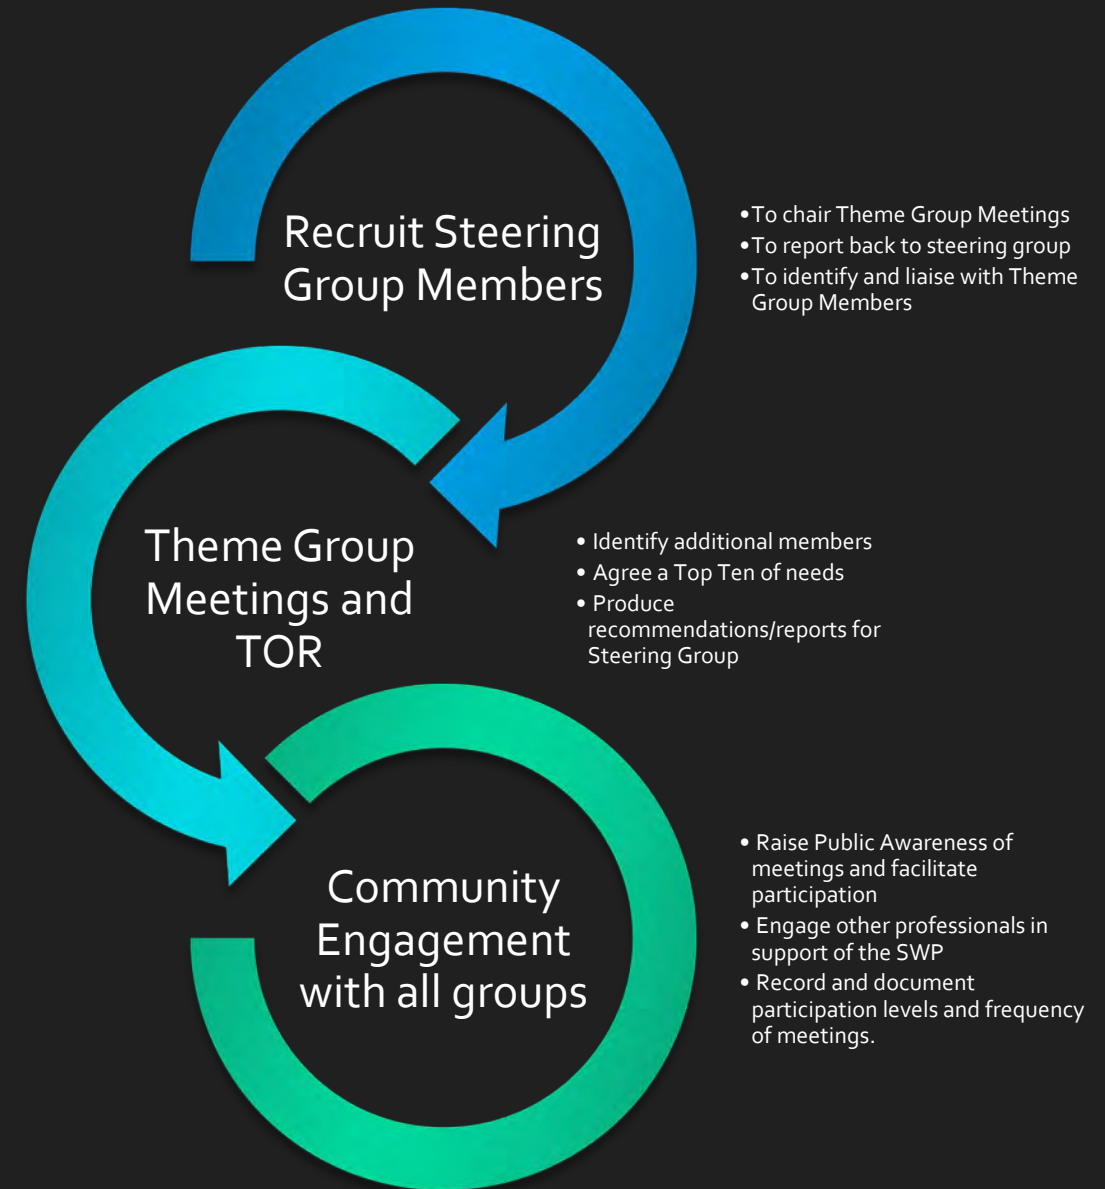 Recruit Steering
Group Members
•To chair Theme Group Meetings
•To report back to steering group
•To identify and liaise with Theme
Group Members
Theme Group
Meetings and
TOR
• Identify additional members
• Agree a Top Ten of needs
• Produce
recommendations/reports for
Steering Group
Community
Engagement
with all groups
• Raise Public Awareness of
meetings and facilitate
participation
• Engage other professionals in
support of the SWP
• Record and document
participation levels and frequency
of meetings.